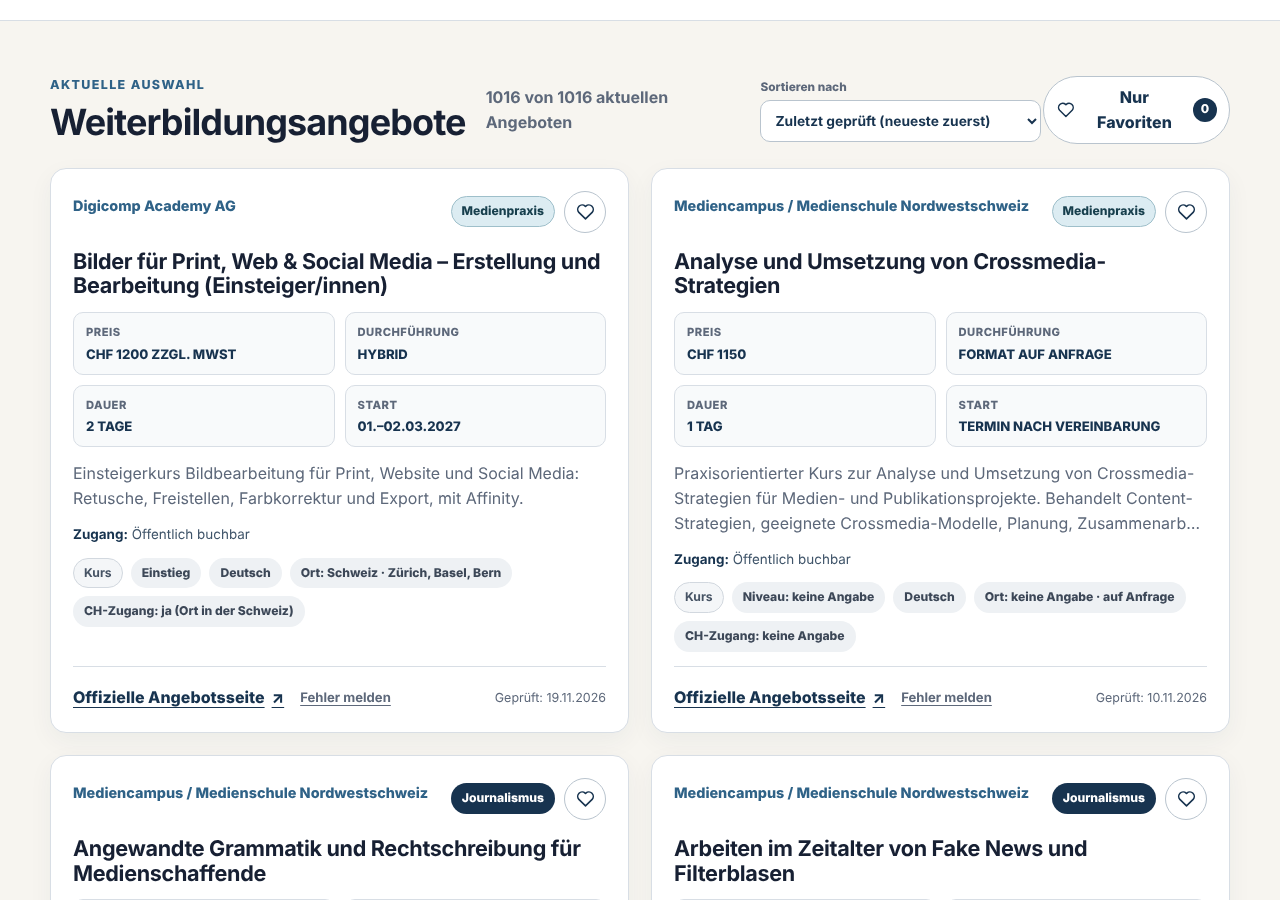 AKTUELLE AUSWAHL
Weiterbildungsangebote
1016 von 1016 aktuellen
Angeboten
Sortieren nach
Zuletzt geprüft (neueste zuerst)
Nur
Favoriten
0
Digicomp Academy AG
Medienpraxis
Bilder für Print, Web & Social Media – Erstellung und
Bearbeitung (Einsteiger/innen)
PREIS
CHF 1200 ZZGL. MWST
DURCHFÜHRUNG
HYBRID
DAUER
2 TAGE
START
01.–02.03.2027
Einsteigerkurs Bildbearbeitung für Print, Website und Social Media:
Retusche, Freistellen, Farbkorrektur und Export, mit Affinity.
Zugang: Öffentlich buchbar
Kurs
Einstieg
Deutsch
Ort: Schweiz · Zürich, Basel, Bern
CH-Zugang: ja (Ort in der Schweiz)
Offizielle Angebotsseite ↗
Fehler melden
Geprüft: 19.11.2026
Mediencampus / Medienschule Nordwestschweiz
Medienpraxis
Analyse und Umsetzung von Crossmedia-
Strategien
PREIS
CHF 1150
DURCHFÜHRUNG
FORMAT AUF ANFRAGE
DAUER
1 TAG
START
TERMIN NACH VEREINBARUNG
Praxisorientierter Kurs zur Analyse und Umsetzung von Crossmedia-
Strategien für Medien- und Publikationsprojekte. Behandelt Content-
Strategien, geeignete Crossmedia-Modelle, Planung, Zusammenarb…
Zugang: Öffentlich buchbar
Kurs
Niveau: keine Angabe
Deutsch
Ort: keine Angabe · auf Anfrage
CH-Zugang: keine Angabe
Offizielle Angebotsseite ↗
Fehler melden
Geprüft: 10.11.2026
Mediencampus / Medienschule Nordwestschweiz
Journalismus
Angewandte Grammatik und Rechtschreibung für
Medienschaffende
Mediencampus / Medienschule Nordwestschweiz
Journalismus
Arbeiten im Zeitalter von Fake News und
Filterblasen